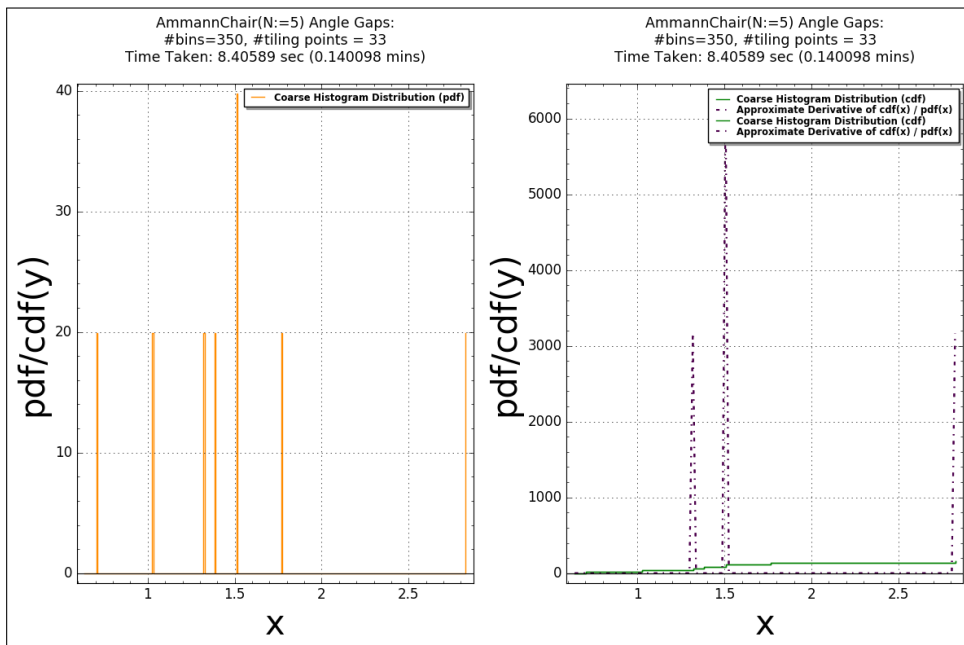 AmmannChair(N:=5) Angle Gaps:
#bins=350, #tiling points = 33
Time Taken: 8.40589 sec (0.140098 mins)
Coarse Histogram Distribution (pdf)
40
30
20
10
0
1
1.5
2
2.5
pdf/cdf(y)
x
AmmannChair(N:=5) Angle Gaps:
#bins=350, #tiling points = 33
Time Taken: 8.40589 sec (0.140098 mins)
Coarse Histogram Distribution (cdf)
Approximate Derivative of cdf(x) / pdf(x)
Coarse Histogram Distribution (cdf)
Approximate Derivative of cdf(x) / pdf(x)
6000
5000
4000
3000
2000
1000
0
1
1.5
2
2.5
pdf/cdf(y)
x